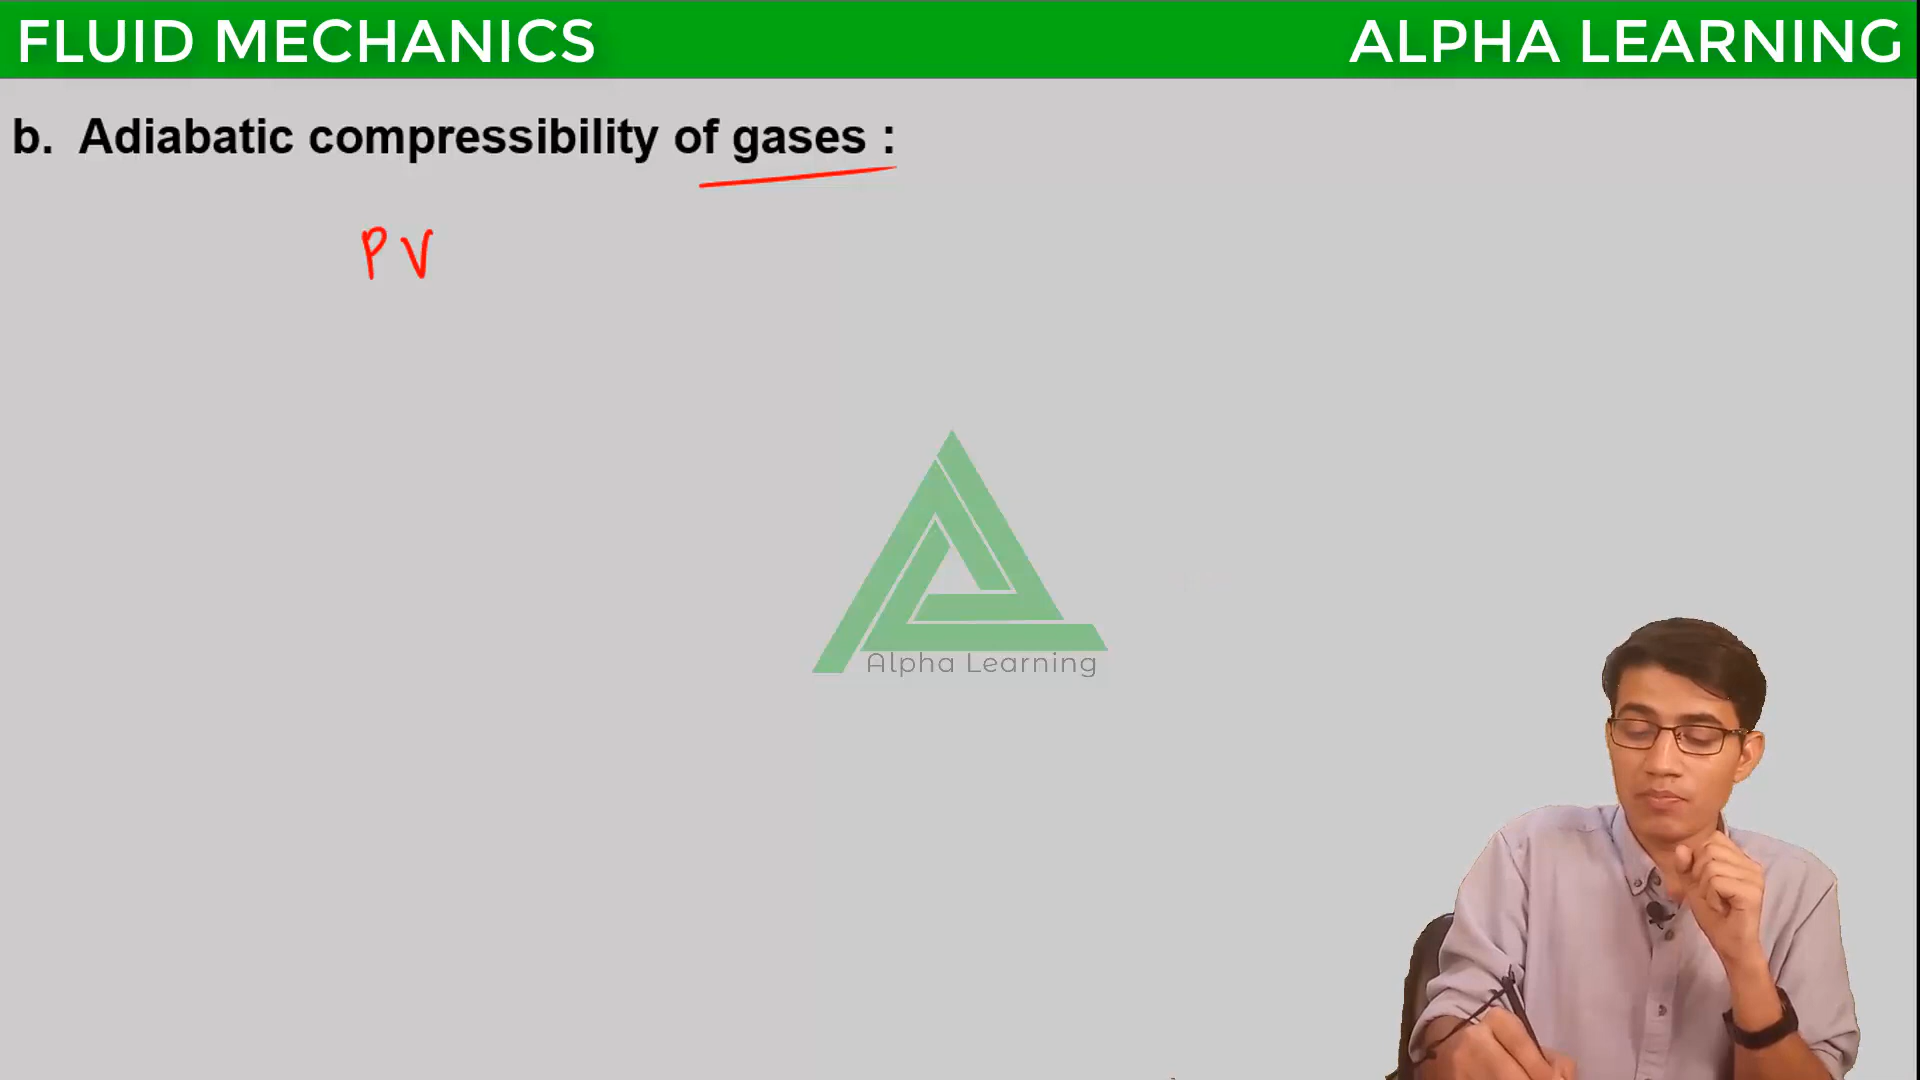 FLUID MECHANICS
ALPHA LEARNING
b. Adiabatic compressibility of gases :
PV
Alpha Learning